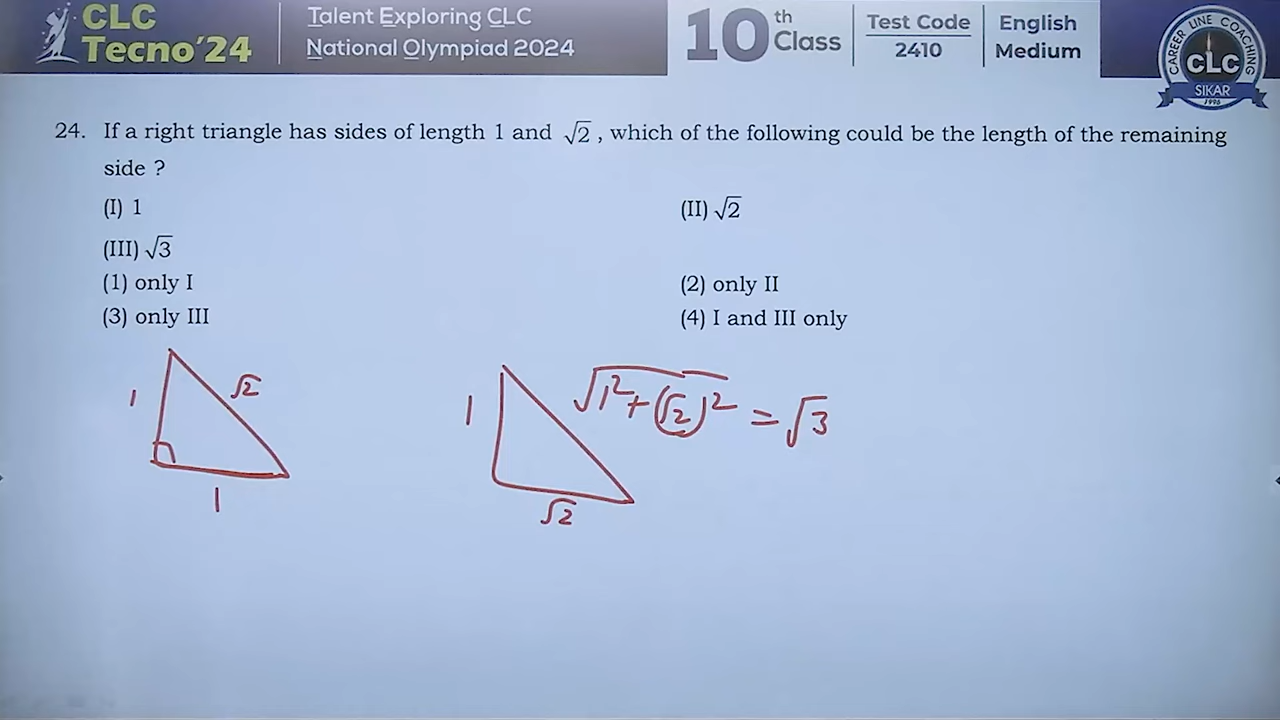 CLC
Tecno'24
Talent Exploring CLC
National Olympiad 2024
10th Class
Test Code
2410
English
Medium
CAREER LINE COACHING
CLC
SIKAR
1996
24. If a right triangle has sides of length 1 and √2, which of the following could be the length of the remaining
side ?
(I) 1
(II) √2
(III) √3
(1) only I
(2) only II
(3) only III
(4) I and III only
1
√2
1
1
√1²+(√2)² = √3
√2